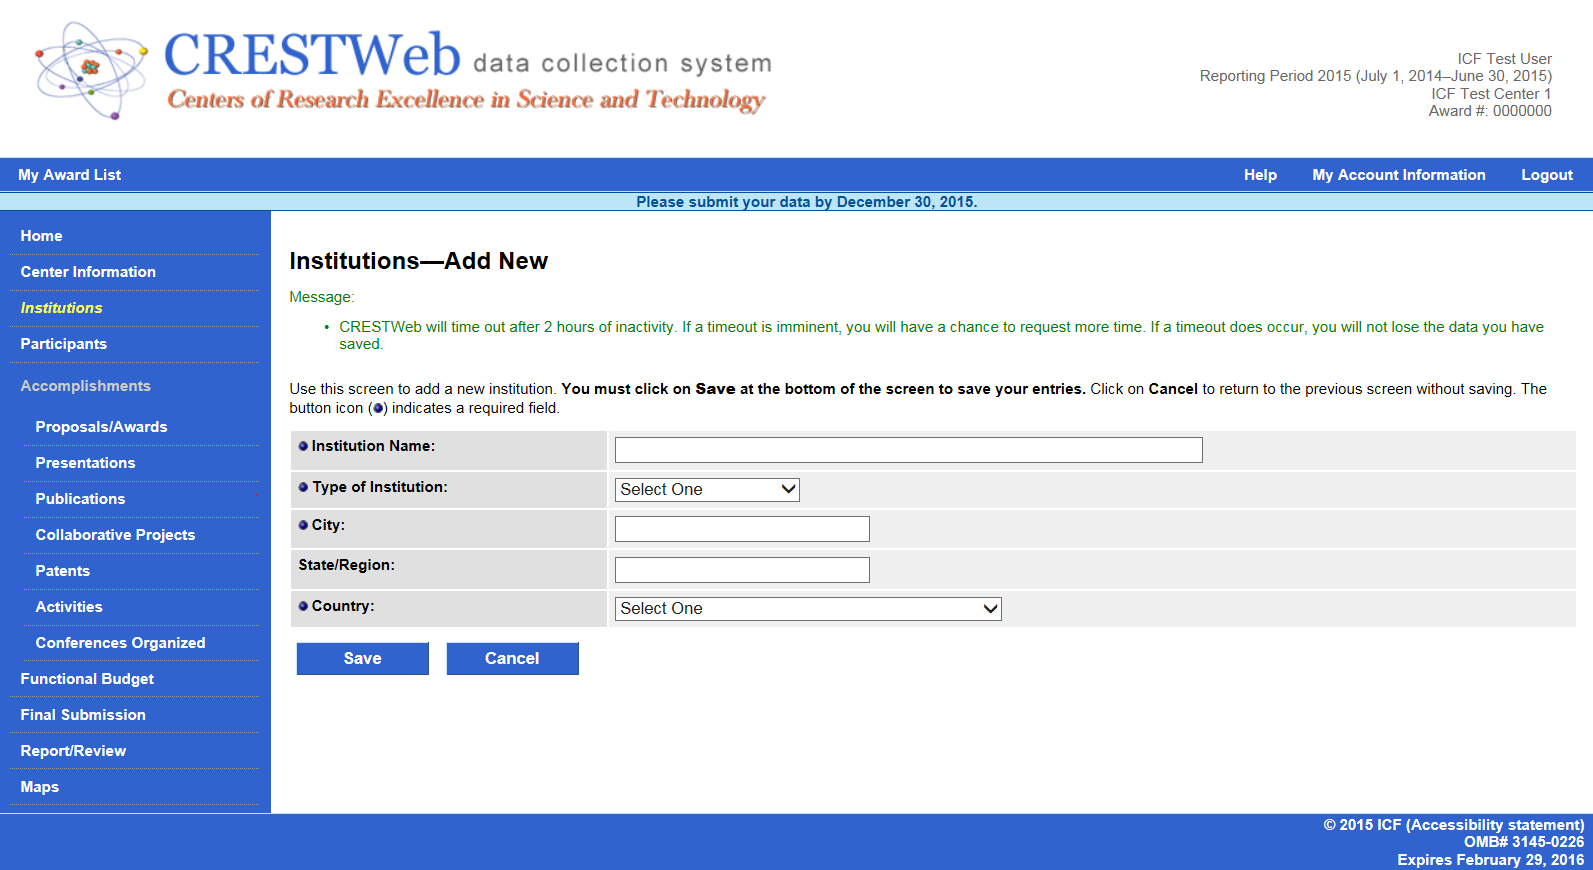 CRESTWeb data collection system
Centers of Research Excellence in Science and Technology
ICF Test User
Reporting Period 2015 (July 1, 2014–June 30, 2015)
ICF Test Center 1
Award #: 0000000
My Award List
Help
My Account Information
Logout
Please submit your data by December 30, 2015.
Home
Center Information
Institutions
Participants
Accomplishments
Proposals/Awards
Presentations
Publications
Collaborative Projects
Patents
Activities
Conferences Organized
Functional Budget
Final Submission
Report/Review
Maps
Institutions—Add New
Message:
• CRESTWeb will time out after 2 hours of inactivity. If a timeout is imminent, you will have a chance to request more time. If a timeout does occur, you will not lose the data you have
saved.
Use this screen to add a new institution. You must click on Save at the bottom of the screen to save your entries. Click on Cancel to return to the previous screen without saving. The
button icon ( ) indicates a required field.
Institution Name:
Type of Institution:
Select One
City:
State/Region:
Country:
Select One
Save
Cancel
© 2015 ICF (Accessibility statement)
OMB# 3145-0226
Expires February 29, 2016